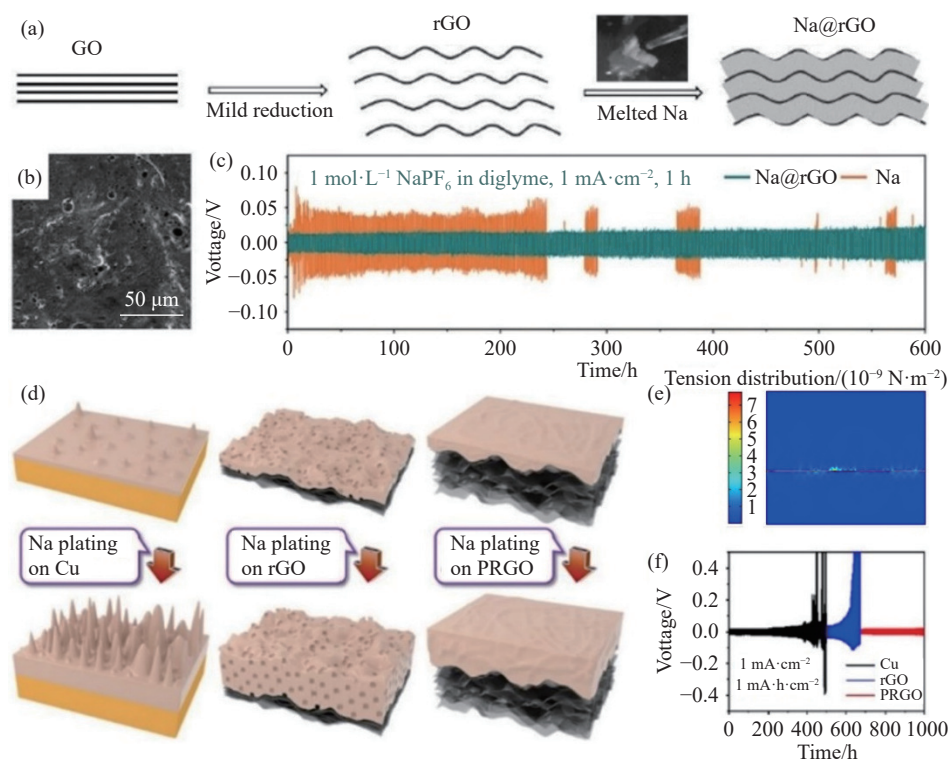 (a)
GO
Mild reduction
rGO
Melted Na
Na@rGO
(b)
50 μm
(c)
1 mol·L⁻¹ NaPF₆ in diglyme, 1 mA·cm⁻², 1 h
Na@rGO
Na
Vottage/V
0.10
0.05
0.00
−0.05
−0.10
0
100
200
300
400
500
600
Time/h
(d)
Na plating
on Cu
Na plating
on rGO
Na plating
on PRGO
Tension distribution/(10⁻⁹ N·m⁻²)
(e)
7
6
5
4
3
2
1
(f)
Vottage/V
0.4
0.2
0.0
−0.2
−0.4
1 mA·cm⁻²
1 mA·h·cm⁻²
Cu
rGO
PRGO
0
200
400
600
800
1000
Time/h